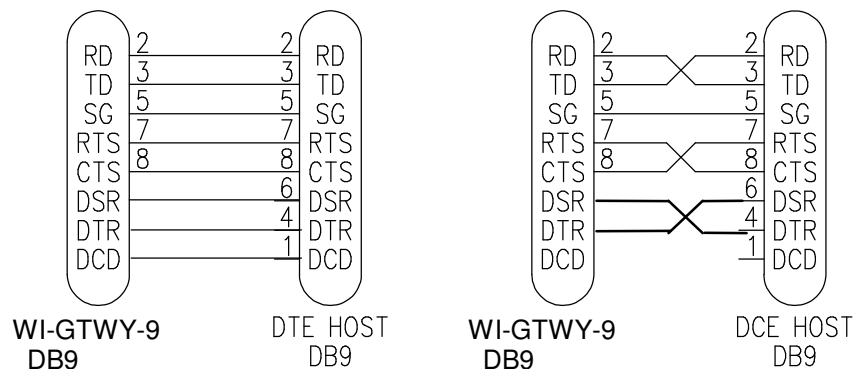 2 2
RD RD
3 3
TD TD
5 5
SG SG
7 7
RTS RTS
8 8
CTS CTS
6
DSR DSR
4
DTR DTR
1
DCD DCD
WI-GTWY-9 DTE HOST
DB9 DB9
2 2
RD RD
3 3
TD TD
5 5
SG SG
7 7
RTS RTS
8 8
CTS CTS
6
DSR DSR
4
DTR DTR
1
DCD DCD
WI-GTWY-9 DCE HOST
DB9 DB9